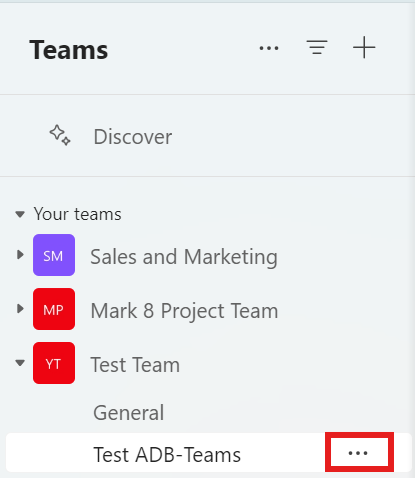 Teams
Discover
Your teams
SM Sales and Marketing
MP Mark 8 Project Team
YT Test Team
General
Test ADB-Teams